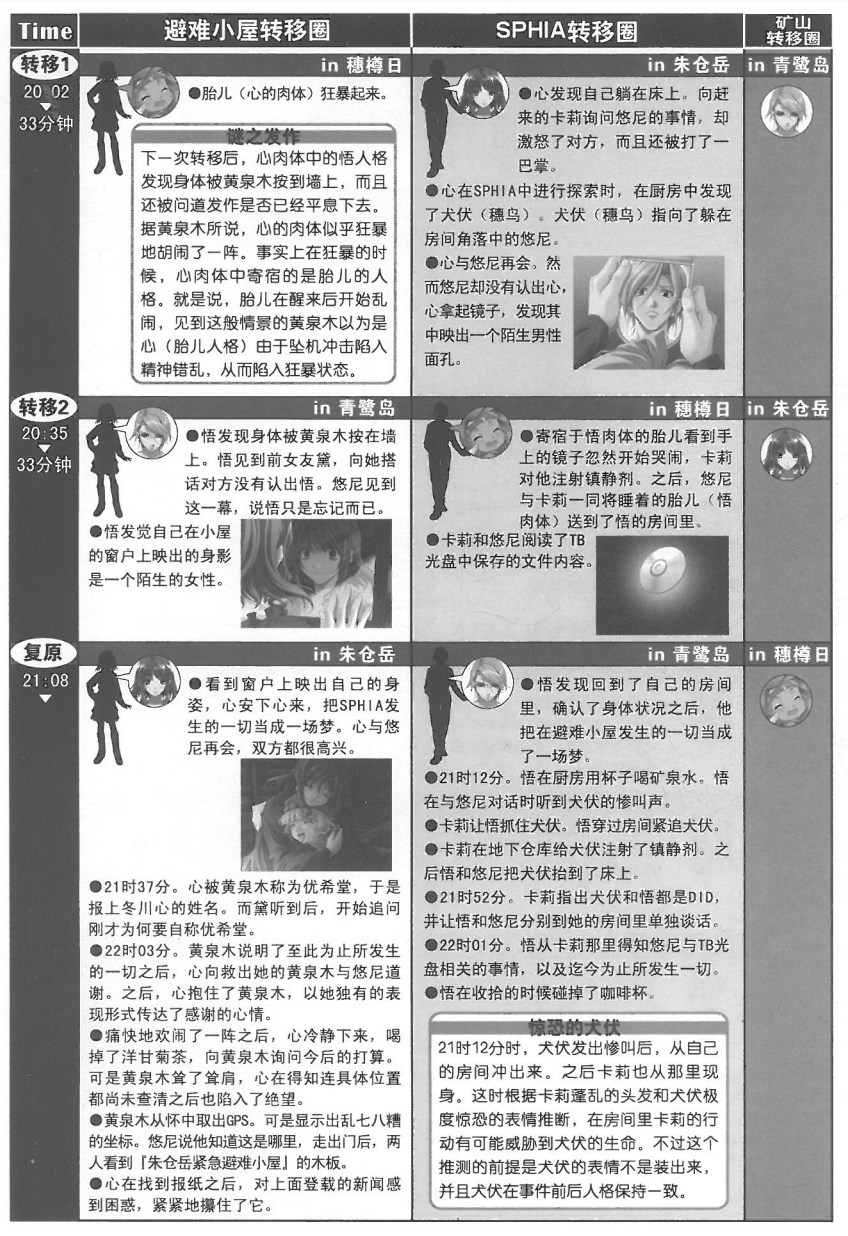 Time
避难小屋转移圈
SPHIA转移圈
矿山
转移圈
转移1
20 02
33分钟
in 穗樽日
●胎儿（心的肉体）狂暴起来。
谜之发作
下一次转移后，心肉体中的悟人格
发现身体被黄泉木按到墙上，而且
还被问道发作是否已经平息下去。
据黄泉木所说，心的肉体似乎狂暴
地胡闹了一阵。事实上在狂暴的时
候，心肉体中寄宿的是胎儿的人
格。就是说，胎儿在醒来后开始乱
闹，见到这般情景的黄泉木以为是
心（胎儿人格）由于坠机冲击陷入
精神错乱，从而陷入狂暴状态。
in 朱仓岳
●心发现自己躺在床上。向赶
来的卡莉询问悠尼的事情，却
激怒了对方，而且还被打了一
巴掌。
●心在SPHIA中进行探索时，在厨房中发现
了犬伏（穗鸟）。犬伏（穗鸟）指向了躲在
房间角落中的悠尼。
●心与悠尼再会。然
而悠尼却没有认出心，
心拿起镜子，发现其
中映出一个陌生男性
面孔。
in 青鹭岛
转移2
20:35
33分钟
in 青鹭岛
●悟发现身体被黄泉木按在墙
上。悟见到前女友黛，向她搭
话对方没有认出悟。悠尼见到
这一幕，说悟只是忘记而已。
●悟发觉自己在小屋
的窗户上映出的身影
是一个陌生的女性。
in 穗樽日
●寄宿于悟肉体的胎儿看到手
上的镜子忽然开始哭闹，卡莉
对他注射镇静剂。之后，悠尼
与卡莉一同将睡着的胎儿（悟
肉体）送到了悟的房间里。
●卡莉和悠尼阅读了TB
光盘中保存的文件内容。
in 朱仓岳
复原
21:08
in 朱仓岳
●看到窗户上映出自己的身
姿，心安下心来，把SPHIA发
生的一切当成一场梦。心与悠
尼再会，双方都很高兴。
●21时37分。心被黄泉木称为优希堂，于是
报上冬川心的姓名。而黛听到后，开始追问
刚才为何要自称优希堂。
●22时03分。黄泉木说明了至此为止所发生
的一切之后，心向救出她的黄泉木与悠尼道
谢。之后，心抱住了黄泉木，以她独有的表
现形式传达了感谢的心情。
●痛快地欢闹了一阵之后，心冷静下来，喝
掉了洋甘菊茶，向黄泉木询问今后的打算。
可是黄泉木耸了耸肩，心在得知连具体位置
都尚未查清之后也陷入了绝望。
●黄泉木从怀中取出GPS。可是显示出乱七八糟
的坐标。悠尼说他知道这是哪里，走出门后，两
人看到『朱仓岳紧急避难小屋』的木板。
●心在找到报纸之后，对上面登载的新闻感
到困惑，紧紧地攥住了它。
in 青鹭岛
●悟发现回到了自己的房间
里，确认了身体状况之后，他
把在避难小屋发生的一切当成
了一场梦。
●21时12分。悟在厨房用杯子喝矿泉水。悟
在与悠尼对话时听到犬伏的惨叫声。
●卡莉让悟抓住犬伏。悟穿过房间紧追犬伏。
●卡莉在地下仓库给犬伏注射了镇静剂。之
后悟和悠尼把犬伏抬到了床上。
●21时52分。卡莉指出犬伏和悟都是DID，
并让悟和悠尼分别到她的房间里单独谈话。
●22时01分。悟从卡莉那里得知悠尼与TB光
盘相关的事情，以及迄今为止所发生一切。
●悟在收拾的时候碰掉了咖啡杯。
惊恐的犬伏
21时12分时，犬伏发出惨叫后，从自己
的房间冲出来。之后卡莉也从那里现
身。这时根据卡莉蓬乱的头发和犬伏极
度惊恐的表情推断，在房间里卡莉的行
动有可能威胁到犬伏的生命。不过这个
推测的前提是犬伏的表情不是装出来，
并且犬伏在事件前后人格保持一致。
in 穗樽日